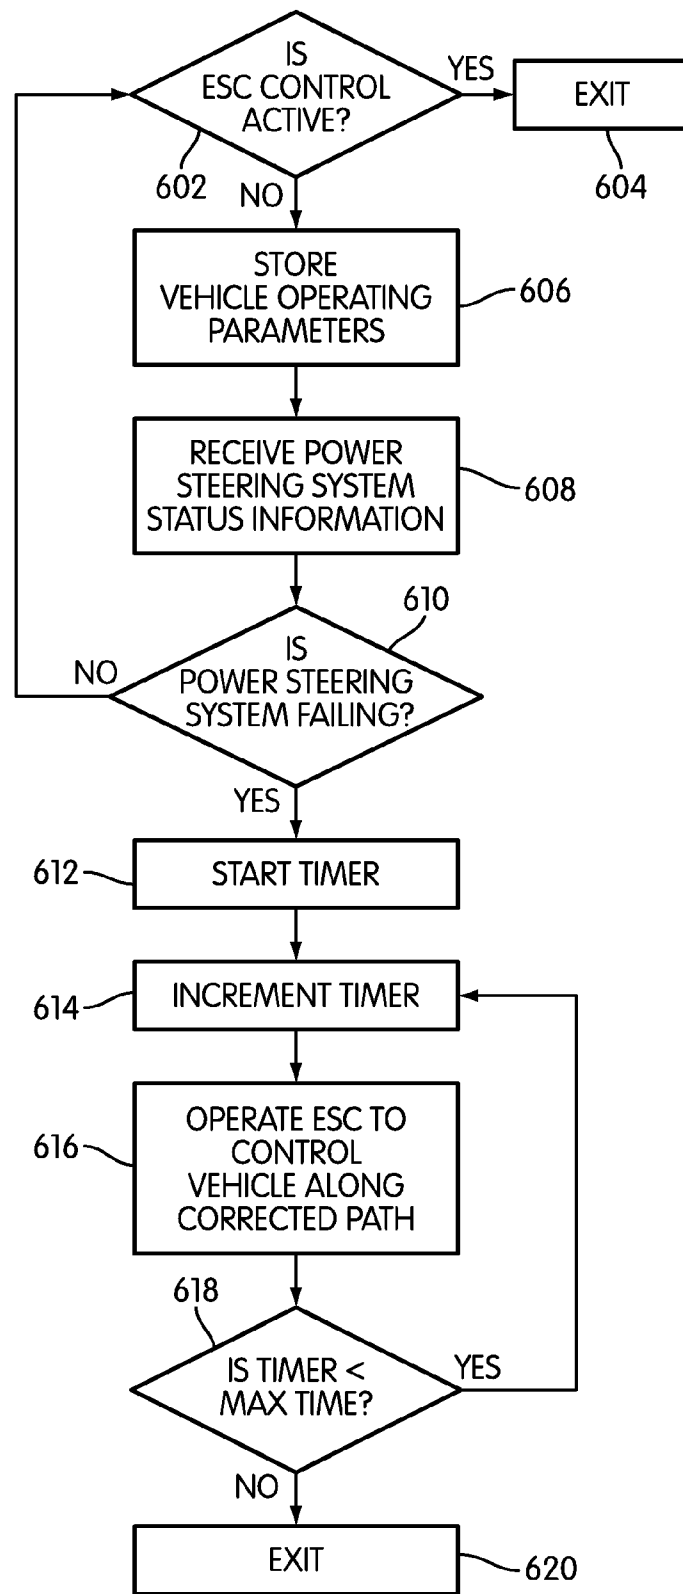 IS
ESC CONTROL
ACTIVE?
YES
EXIT
602
604
NO
STORE
VEHICLE OPERATING
PARAMETERS
606
RECEIVE POWER
STEERING SYSTEM
STATUS INFORMATION
608
610
IS
POWER STEERING
SYSTEM FAILING?
NO
YES
612
START TIMER
614
INCREMENT TIMER
616
OPERATE ESC TO
CONTROL
VEHICLE ALONG
CORRECTED PATH
618
IS TIMER <
MAX TIME?
YES
NO
EXIT
620